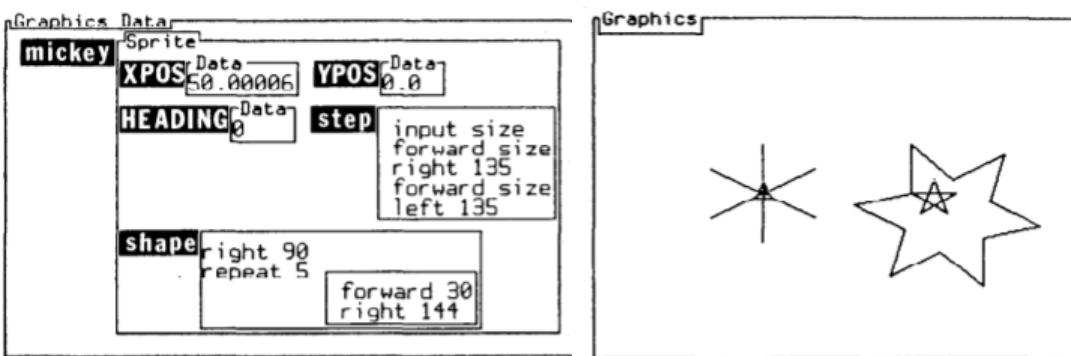 Graphics Data
mickey
Sprite
XPOS
Data
50.00006
YPOS
Data
0.0
HEADING
Data
0
step
input size
forward size
right 135
forward size
left 135
shape
right 90
repeat 5
forward 30
right 144
Graphics